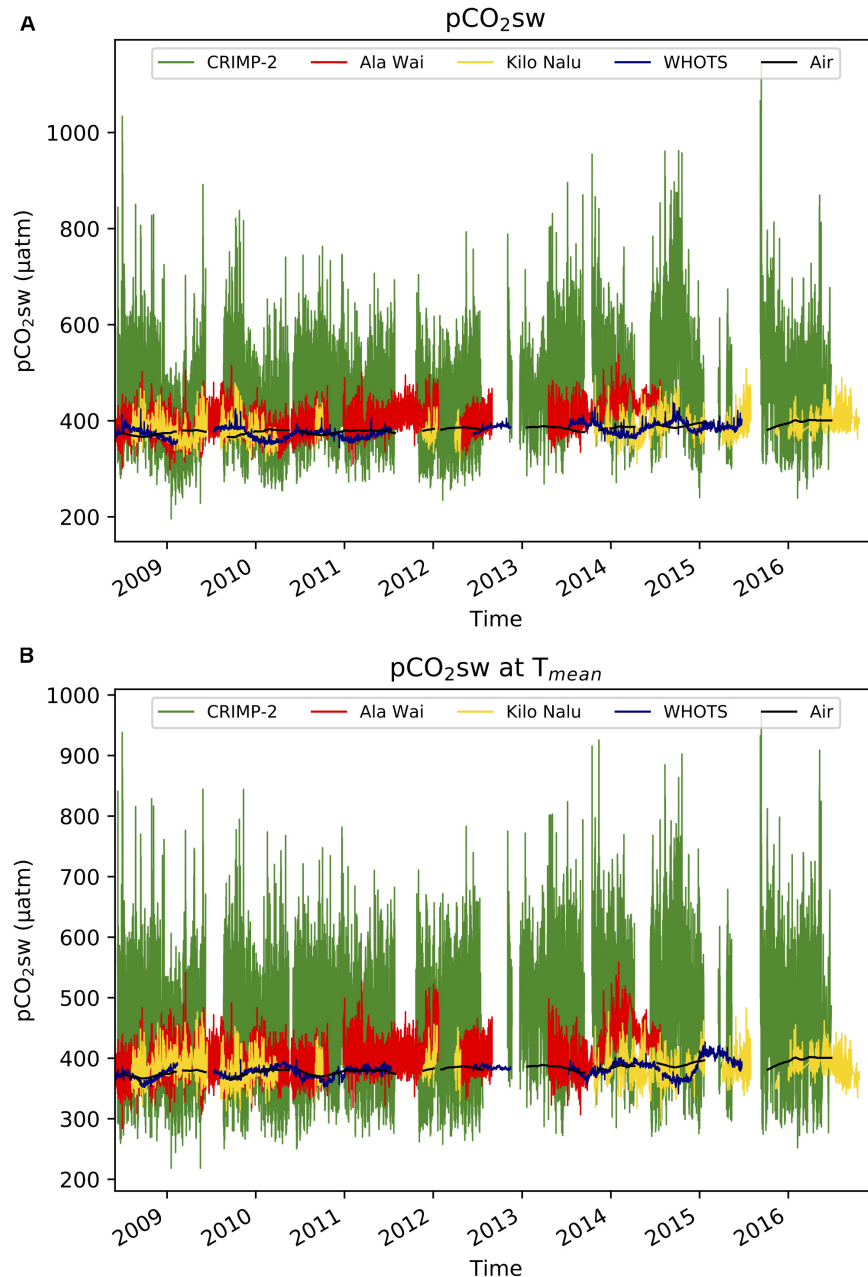 A
pCO₂sw
CRIMP-2 Ala Wai Kilo Nalu WHOTS Air
1000
800
600
400
200
pCO₂sw (µatm)
2009 2010 2011 2012 2013 2014 2015 2016
Time
B
pCO₂sw at Tₘₑₐₙ
CRIMP-2 Ala Wai Kilo Nalu WHOTS Air
1000
900
800
700
600
500
400
300
200
pCO₂sw (µatm)
2009 2010 2011 2012 2013 2014 2015 2016
Time